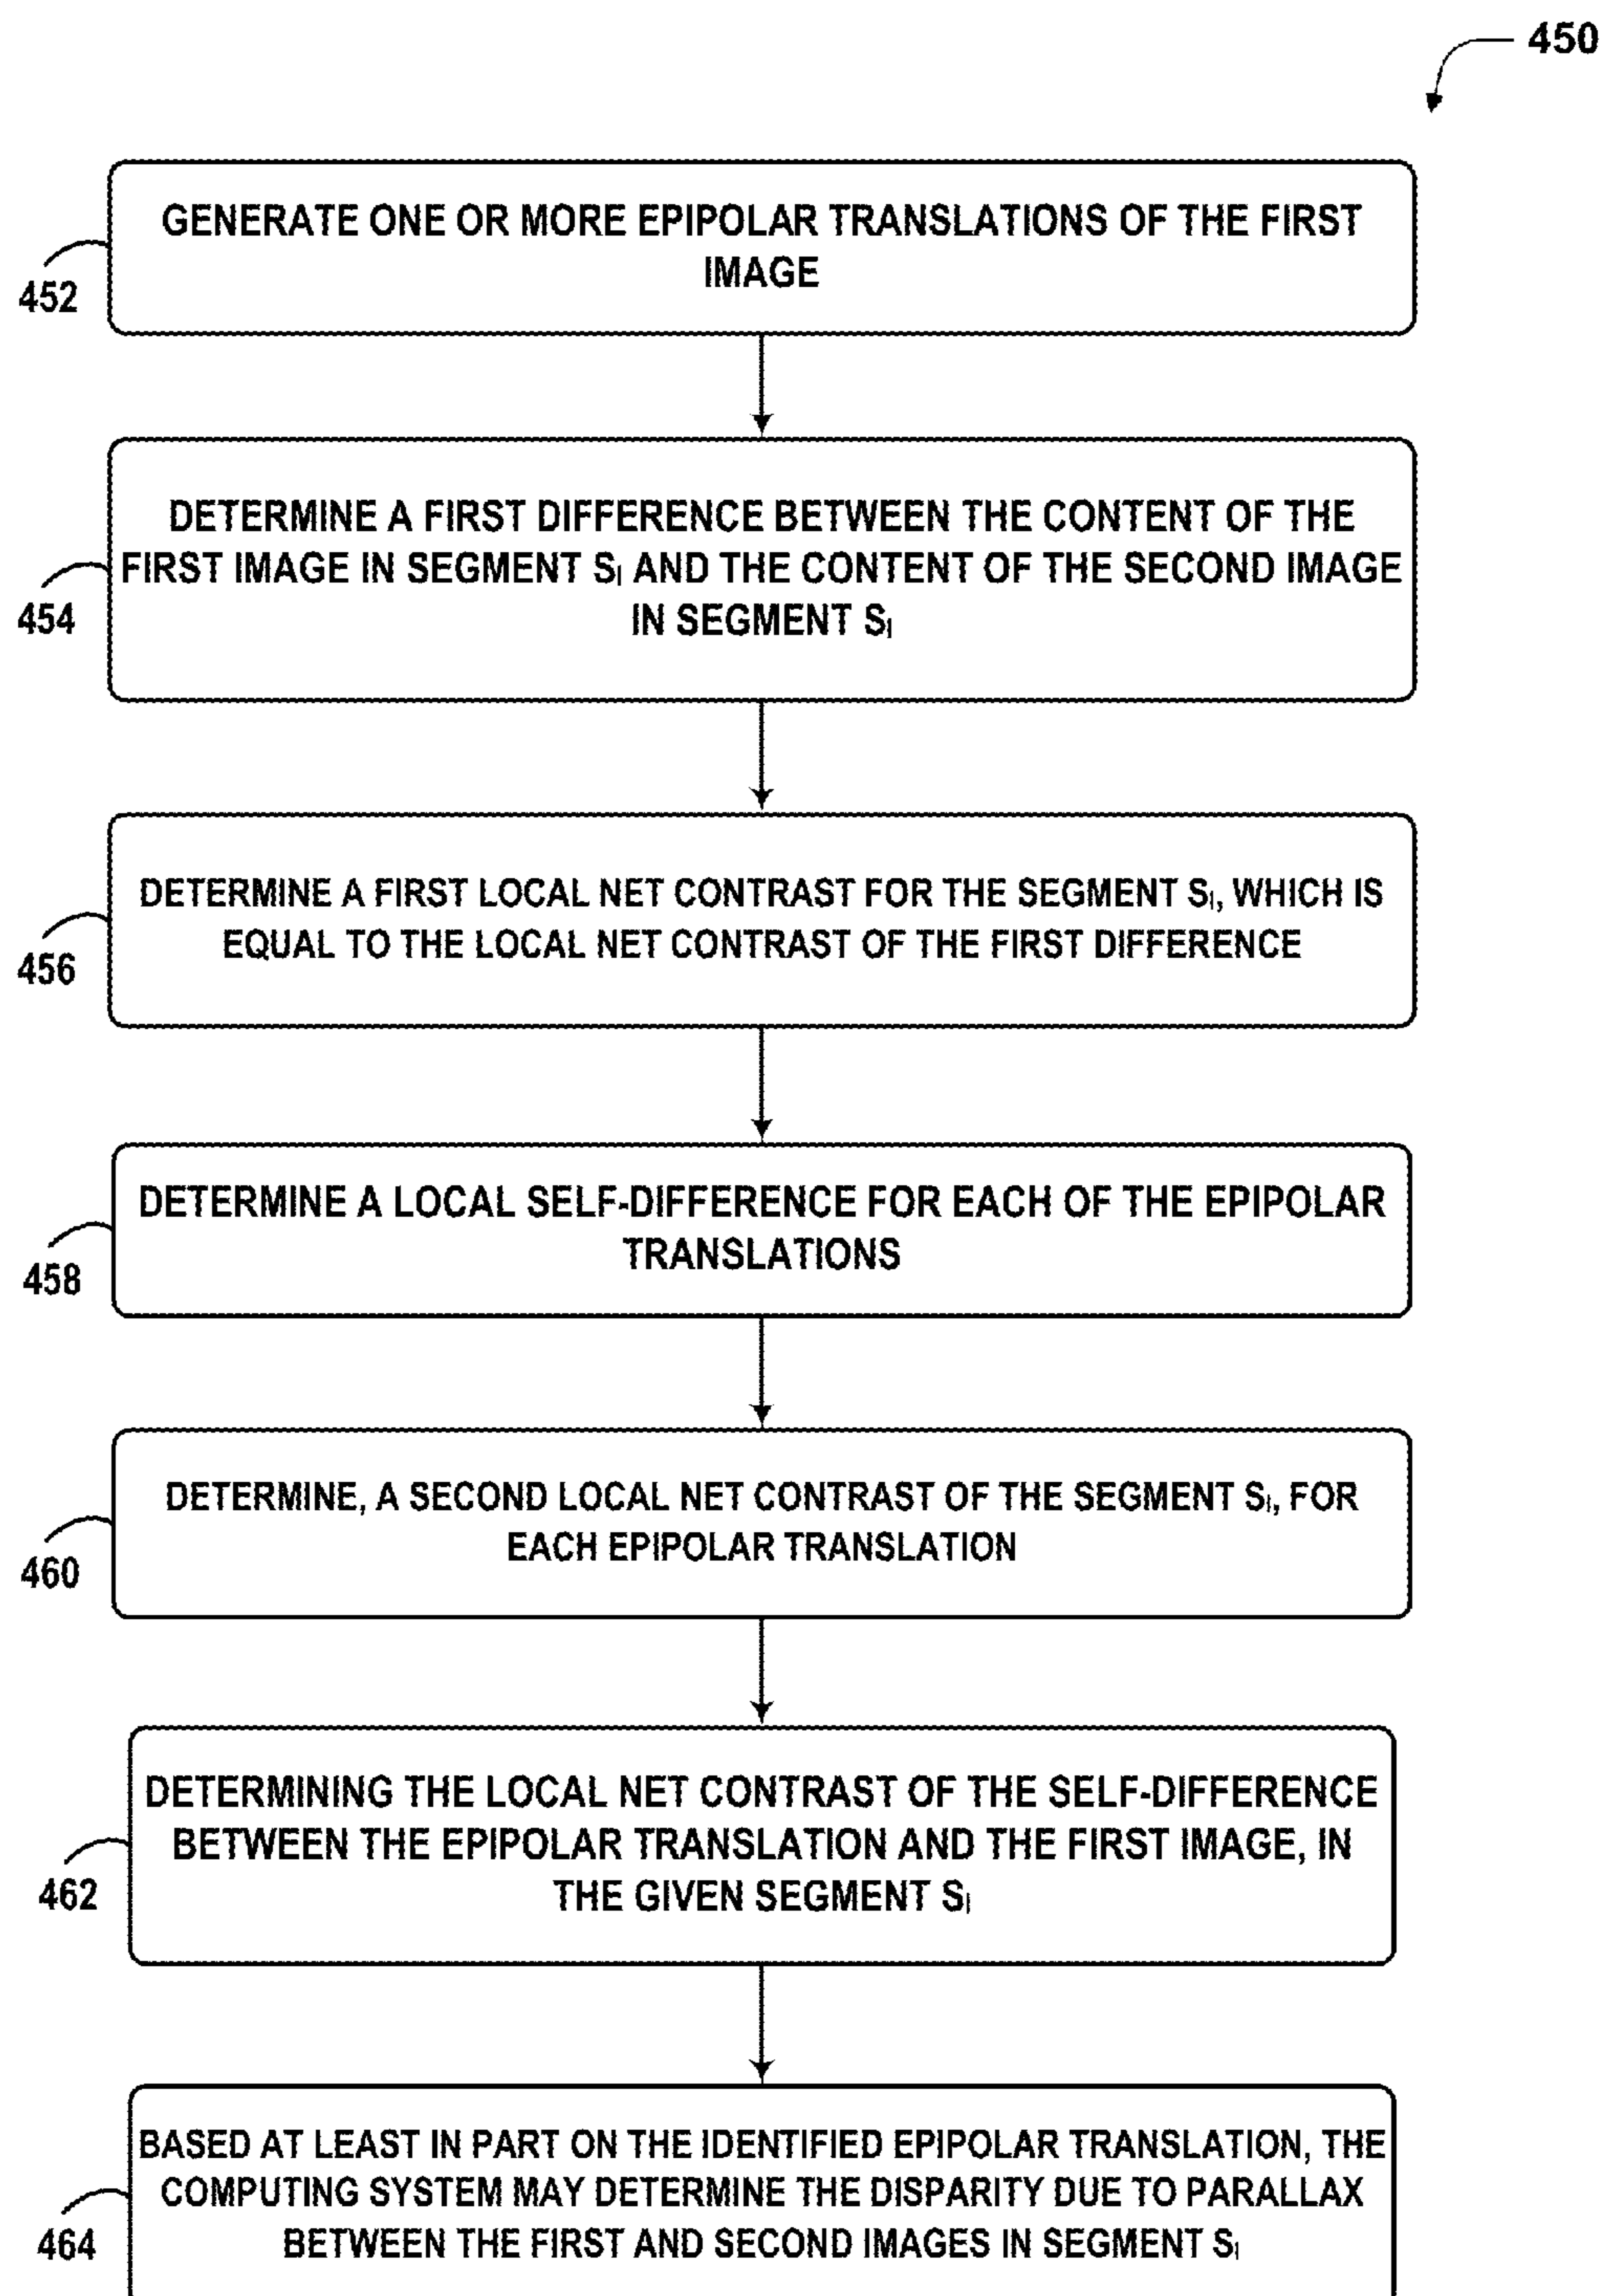 450
GENERATE ONE OR MORE EPIPOLAR TRANSLATIONS OF THE FIRST
IMAGE
452
DETERMINE A FIRST DIFFERENCE BETWEEN THE CONTENT OF THE
FIRST IMAGE IN SEGMENT SI AND THE CONTENT OF THE SECOND IMAGE
IN SEGMENT SI
454
DETERMINE A FIRST LOCAL NET CONTRAST FOR THE SEGMENT SI, WHICH IS
EQUAL TO THE LOCAL NET CONTRAST OF THE FIRST DIFFERENCE
456
DETERMINE A LOCAL SELF-DIFFERENCE FOR EACH OF THE EPIPOLAR
TRANSLATIONS
458
DETERMINE, A SECOND LOCAL NET CONTRAST OF THE SEGMENT SI, FOR
EACH EPIPOLAR TRANSLATION
460
DETERMINING THE LOCAL NET CONTRAST OF THE SELF-DIFFERENCE
BETWEEN THE EPIPOLAR TRANSLATION AND THE FIRST IMAGE, IN
THE GIVEN SEGMENT SI
462
BASED AT LEAST IN PART ON THE IDENTIFIED EPIPOLAR TRANSLATION, THE
COMPUTING SYSTEM MAY DETERMINE THE DISPARITY DUE TO PARALLAX
BETWEEN THE FIRST AND SECOND IMAGES IN SEGMENT SI
464